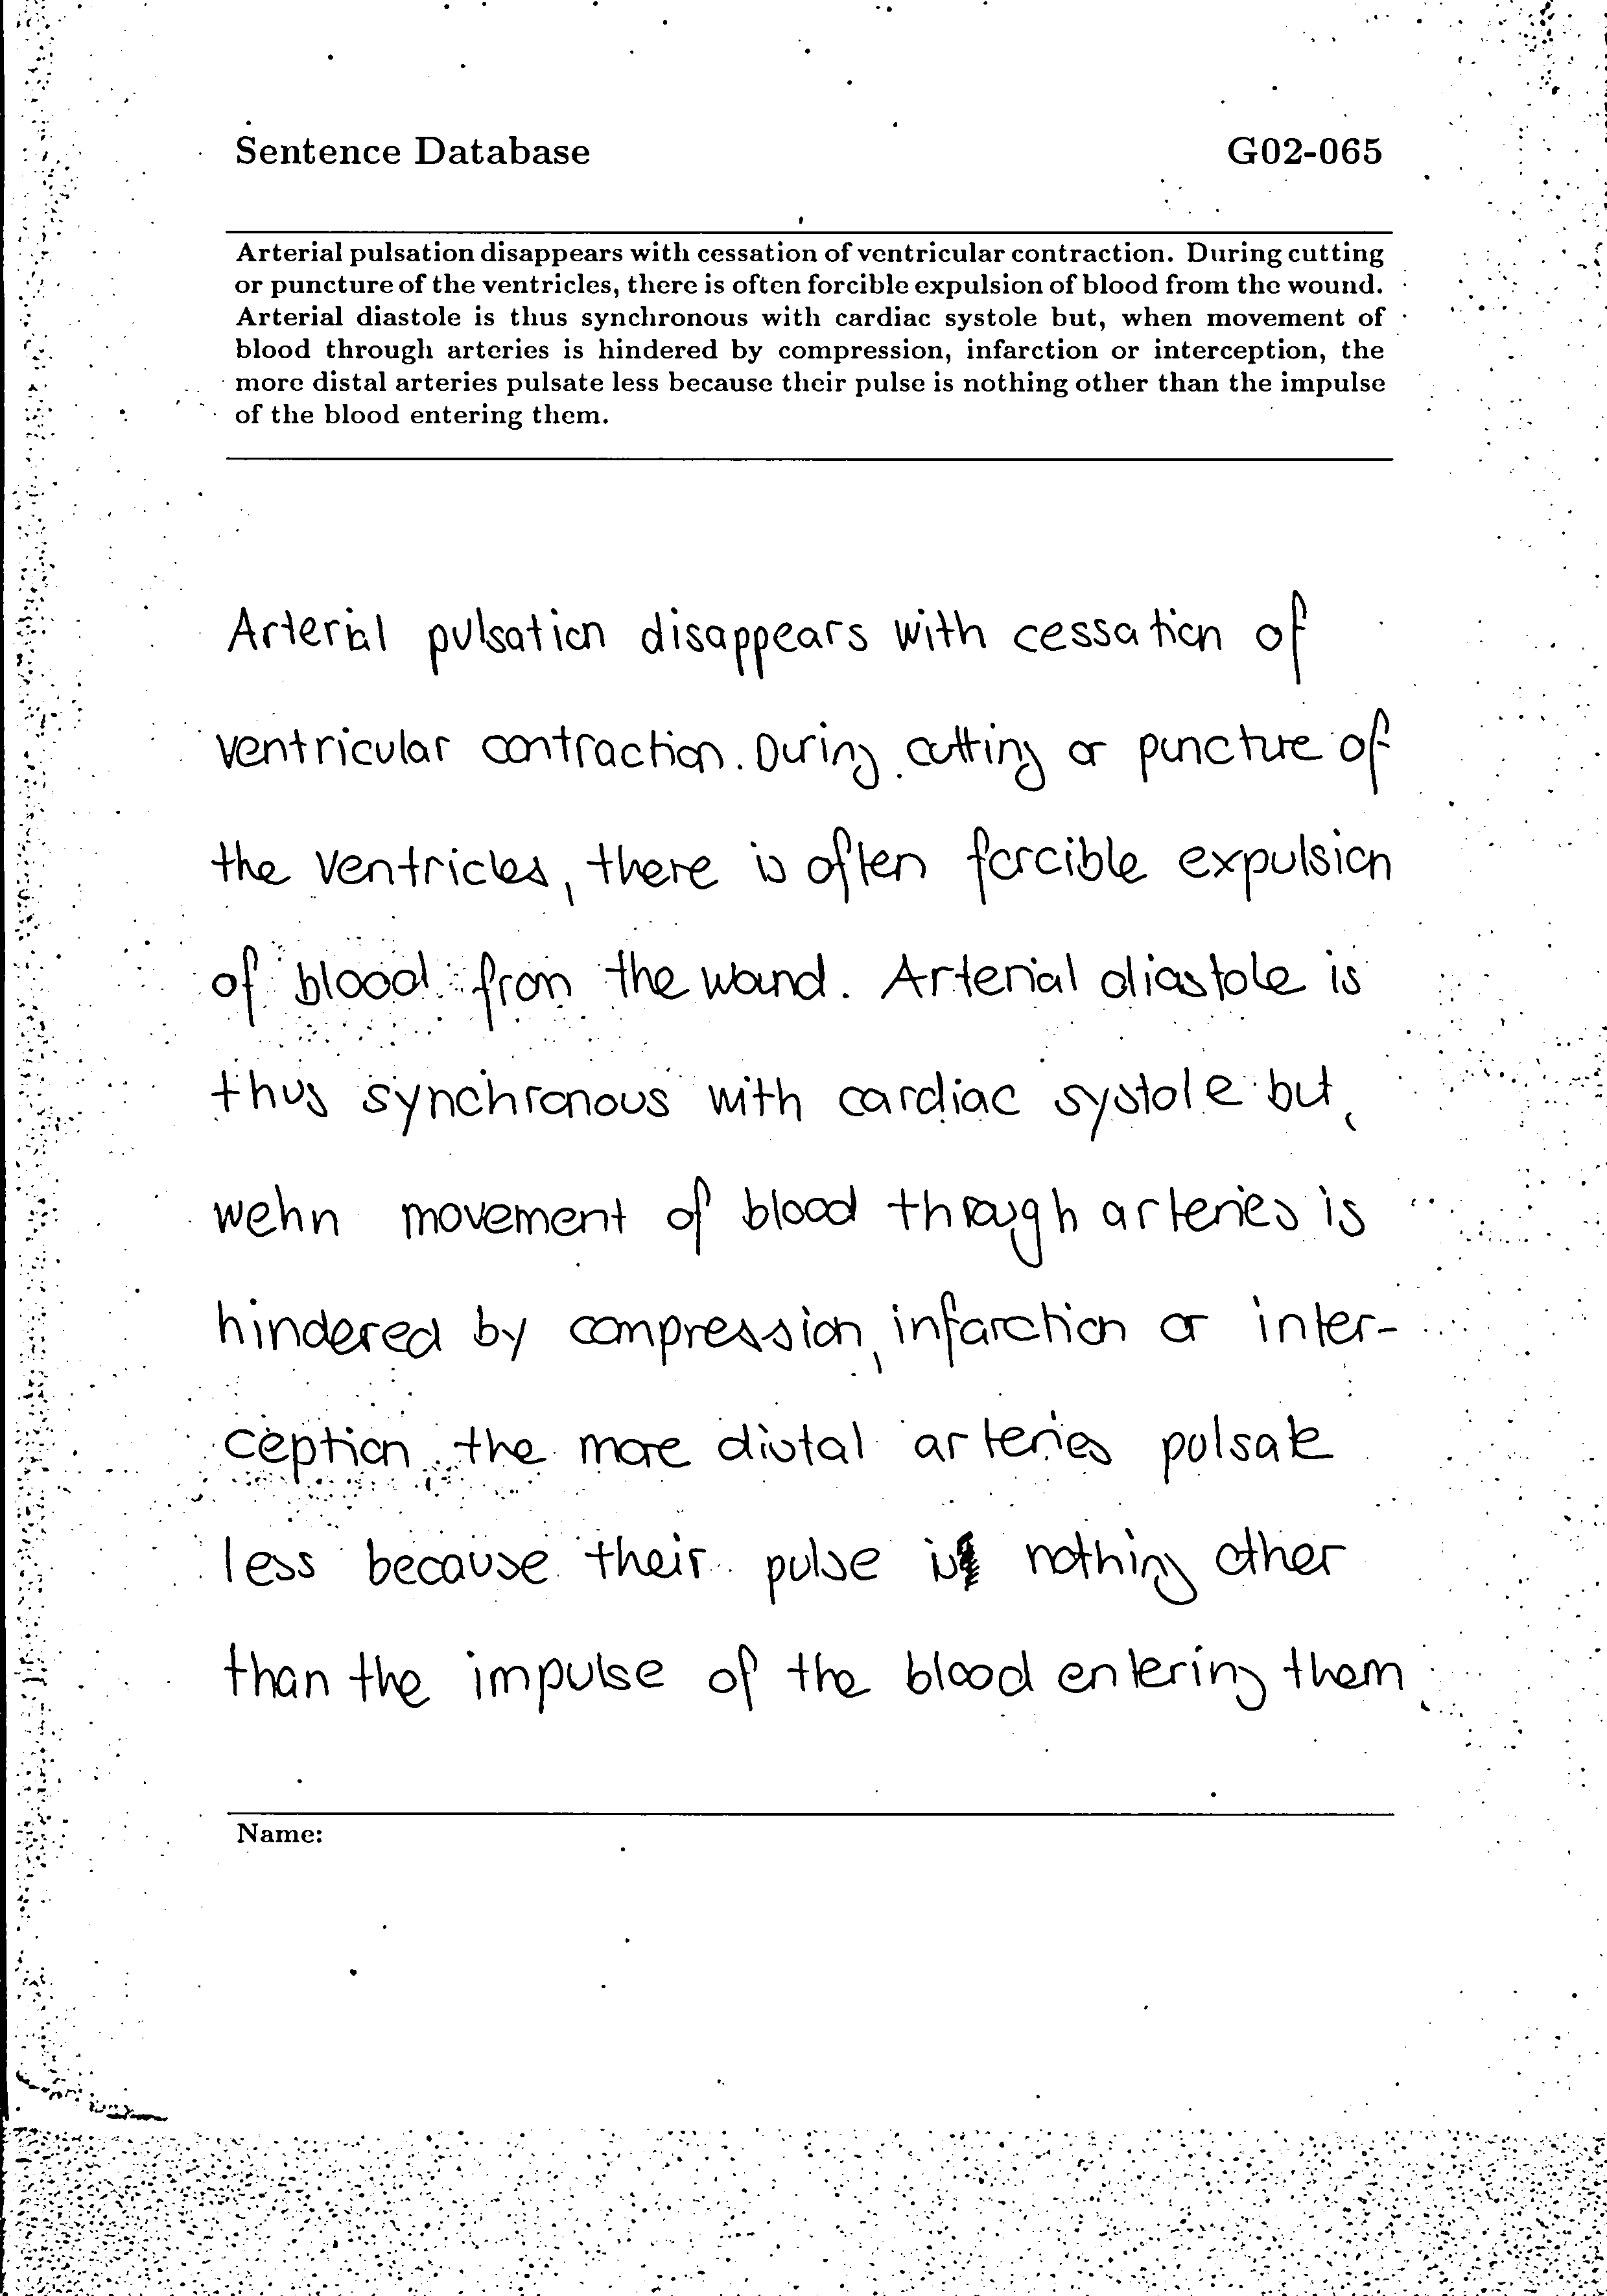 Sentence Database G02-065
Arterial pulsation disappears with cessation of ventricular contraction. During cutting
or puncture of the ventricles, there is often forcible expulsion of blood from the wound.
Arterial diastole is thus synchronous with cardiac systole but, when movement of
blood through arteries is hindered by compression, infarction or interception, the
more distal arteries pulsate less because their pulse is nothing other than the impulse
of the blood entering them.
Arterial pulsation disappears with cessation of
ventricular contraction. During cutting or puncture of
the ventricles, there is often forcible expulsion
of blood from the wound. Arterial diastole is
thus synchronous with cardiac systole but,
wehn movement of blood through arteries is
hindered by compression, infarction or inter-
ception, the more distal arteries pulsate
less because their pulse is nothing other
than the impulse of the blood entering them.
Name: